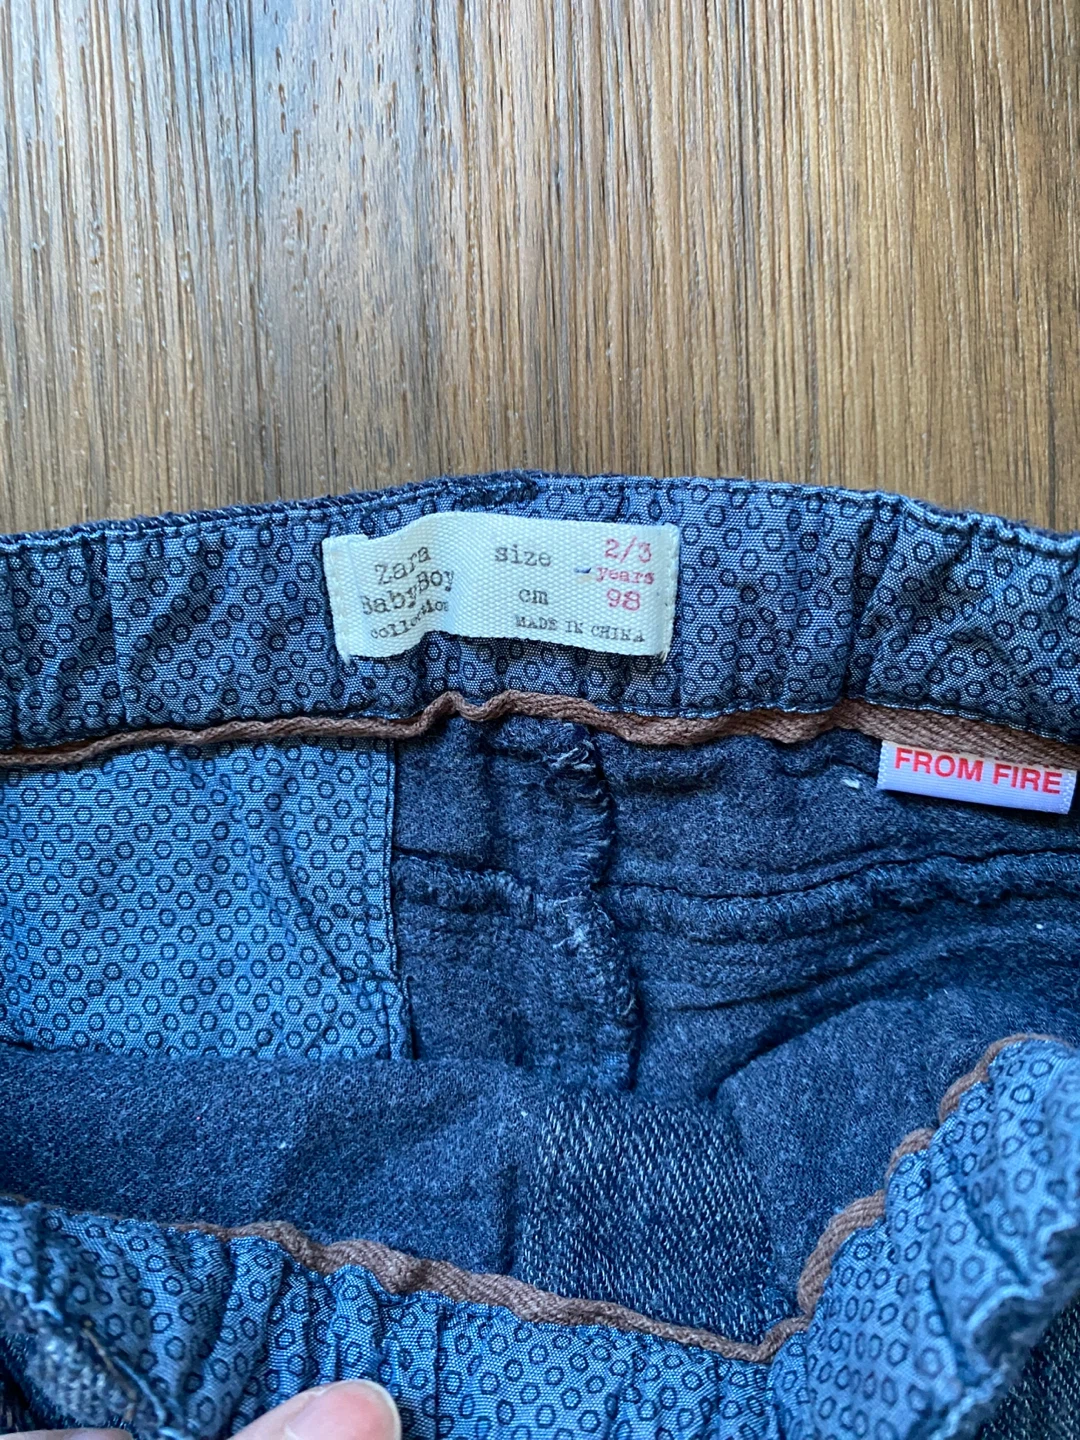 Zara
BabyBoy
collection
size 2/3
years
cm 98
MADE IN CHINA
FROM FIRE